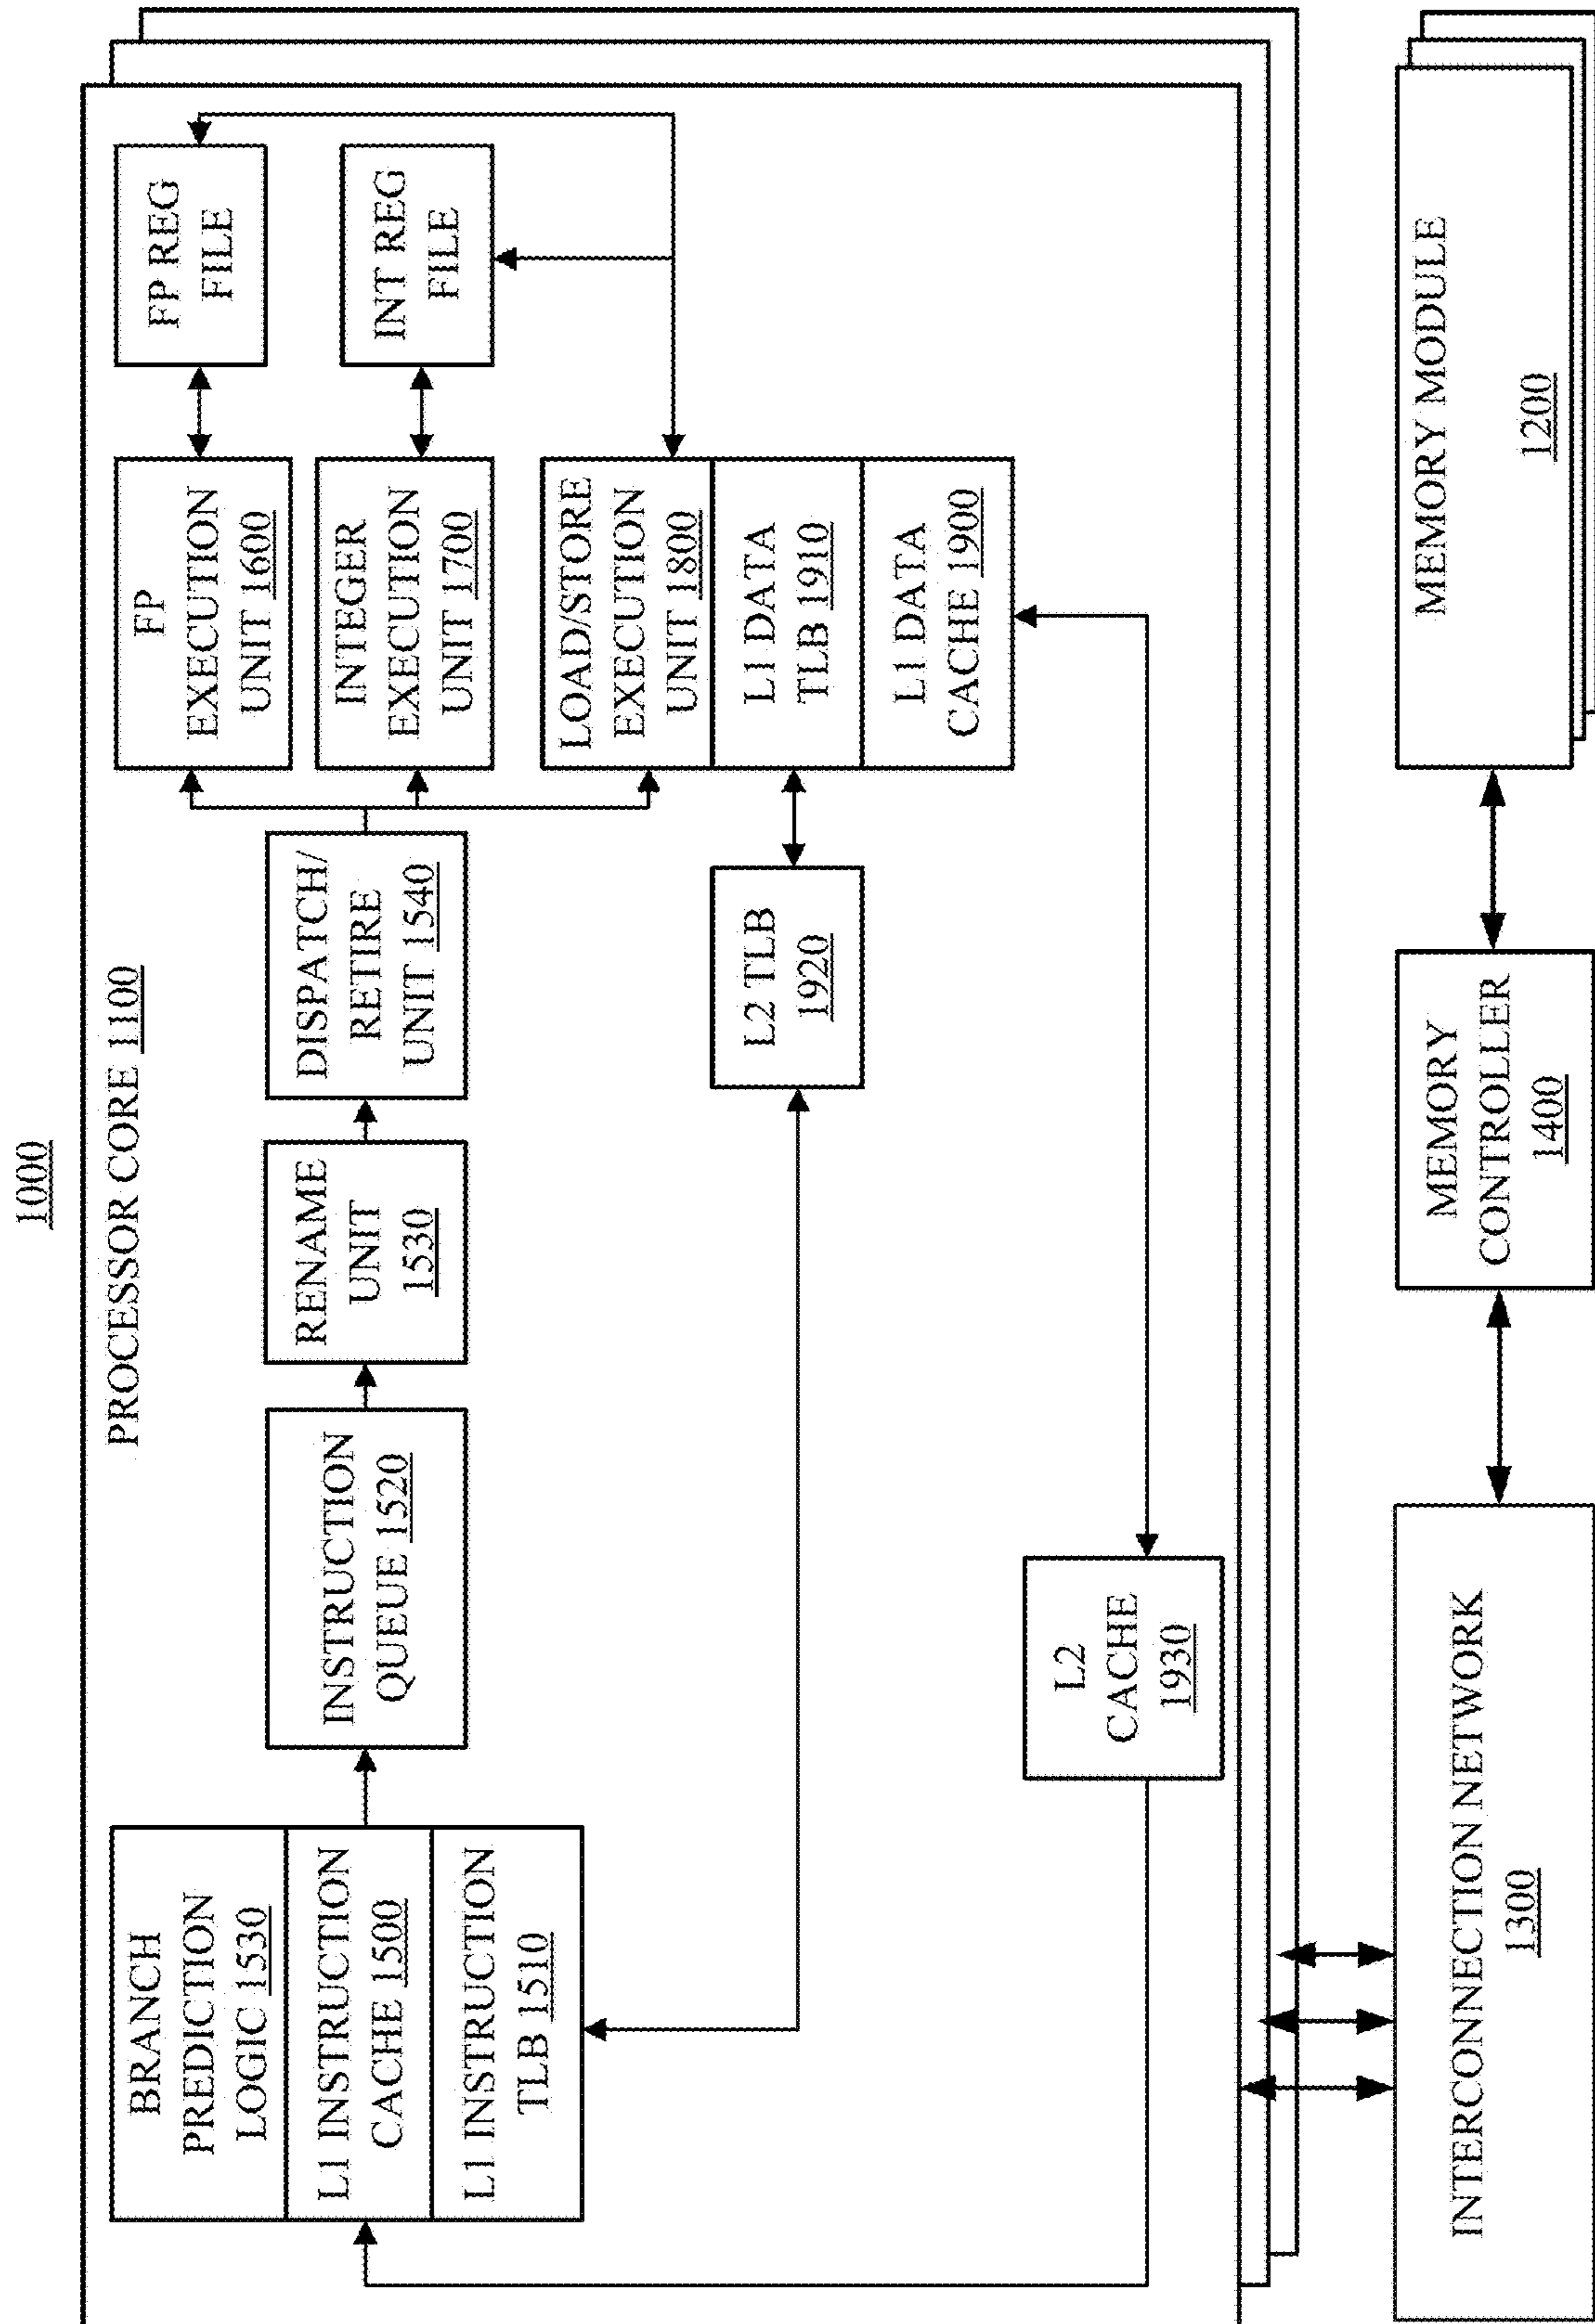 1000
PROCESSOR CORE 1100
BRANCH
PREDICTION
LOGIC 1530
L1 INSTRUCTION
CACHE 1500
L1 INSTRUCTION
TLB 1510
INSTRUCTION
QUEUE 1520
RENAME
UNIT
1530
DISPATCH/
RETIRE
UNIT 1540
FP
EXECUTION
UNIT 1600
FP REG
FILE
INTEGER
EXECUTION
UNIT 1700
INT REG
FILE
LOAD/STORE
EXECUTION
UNIT 1800
L1 DATA
TLB 1910
L1 DATA
CACHE 1900
L2 TLB
1920
L2
CACHE
1930
INTERCONNECTION NETWORK
1300
MEMORY
CONTROLLER
1400
MEMORY MODULE
1200